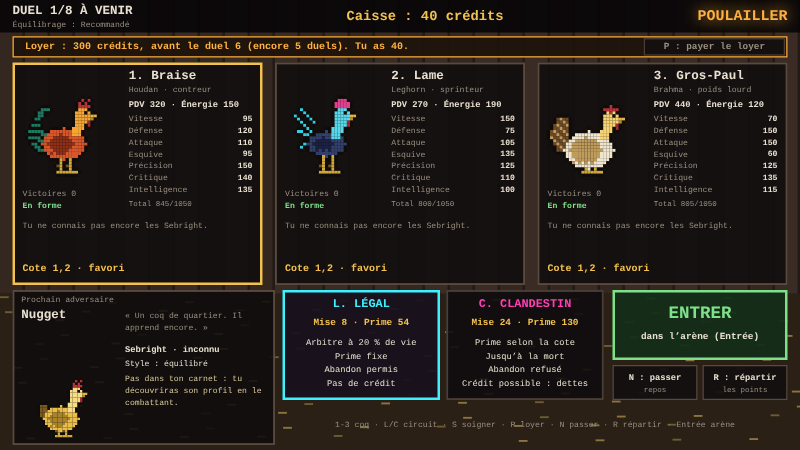 DUEL 1/8 À VENIR
Équilibrage : Recommandé
Caisse : 40 crédits
POULAILLER
Loyer : 300 crédits, avant le duel 6 (encore 5 duels). Tu as 40.
P : payer le loyer
1. Braise
Houdan · contreur
PDV 320 · Énergie 150
Vitesse 95
Défense 120
Attaque 110
Esquive 95
Précision 150
Critique 140
Intelligence 135
Total 845/1050
Victoires 0
En forme
Tu ne connais pas encore les Sebright.
Cote 1,2 · favori
2. Lame
Leghorn · sprinteur
PDV 270 · Énergie 190
Vitesse 150
Défense 75
Attaque 105
Esquive 135
Précision 125
Critique 110
Intelligence 100
Total 800/1050
Victoires 0
En forme
Tu ne connais pas encore les Sebright.
Cote 1,2 · favori
3. Gros-Paul
Brahma · poids lourd
PDV 440 · Énergie 120
Vitesse 70
Défense 150
Attaque 150
Esquive 60
Précision 125
Critique 135
Intelligence 115
Total 805/1050
Victoires 0
En forme
Tu ne connais pas encore les Sebright.
Cote 1,2 · favori
Prochain adversaire
Nugget
« Un coq de quartier. Il
apprend encore. »
Sebright · inconnu
Style : équilibré
Pas dans ton carnet : tu
découvriras son profil en le
combattant.
L. LÉGAL
Mise 8 · Prime 54
Arbitre à 20 % de vie
Prime fixe
Abandon permis
Pas de crédit
C. CLANDESTIN
Mise 24 · Prime 130
Prime selon la cote
Jusqu'à la mort
Abandon refusé
Crédit possible : dettes
ENTRER
dans l'arène (Entrée)
N : passer
repos
R : répartir
les points
1-3 coq · L/C circuit · S soigner · P loyer · N passer · R répartir · Entrée arène